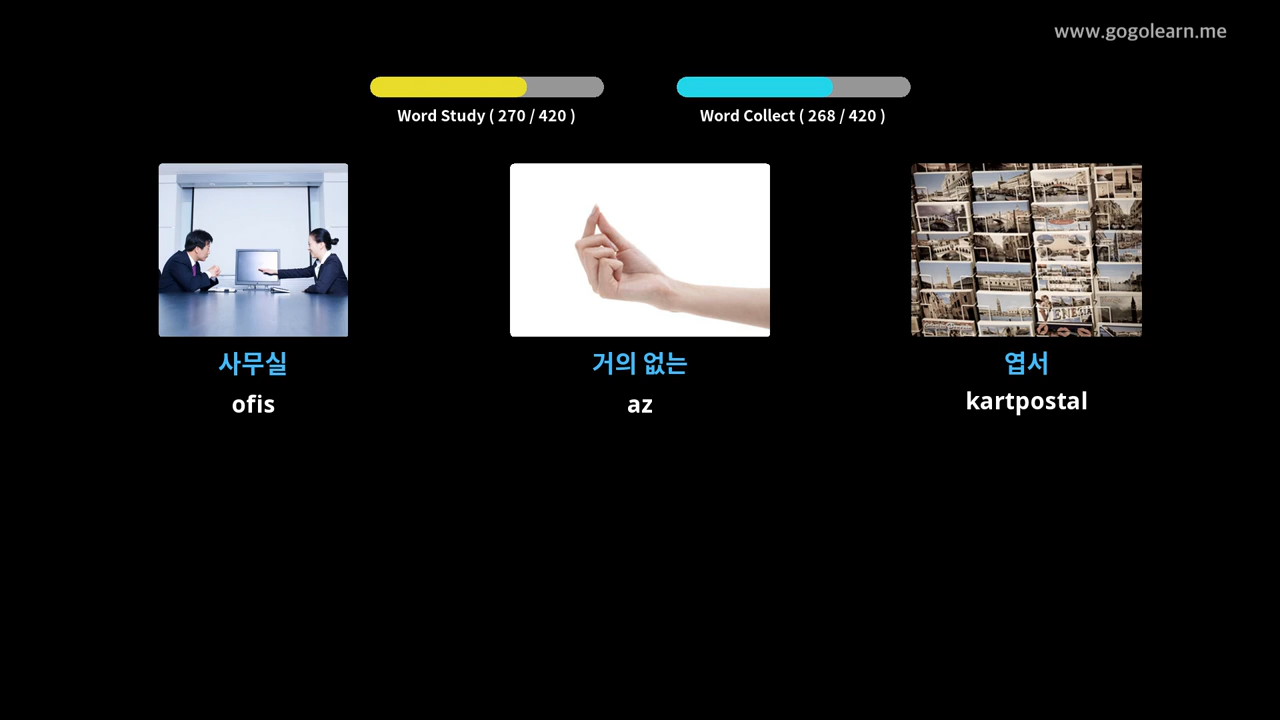 www.gogolearn.me
Word Study ( 270 / 420 )
Word Collect ( 268 / 420 )
VENEZIA
사무실
거의 없는
엽서
ofis
az
kartpostal